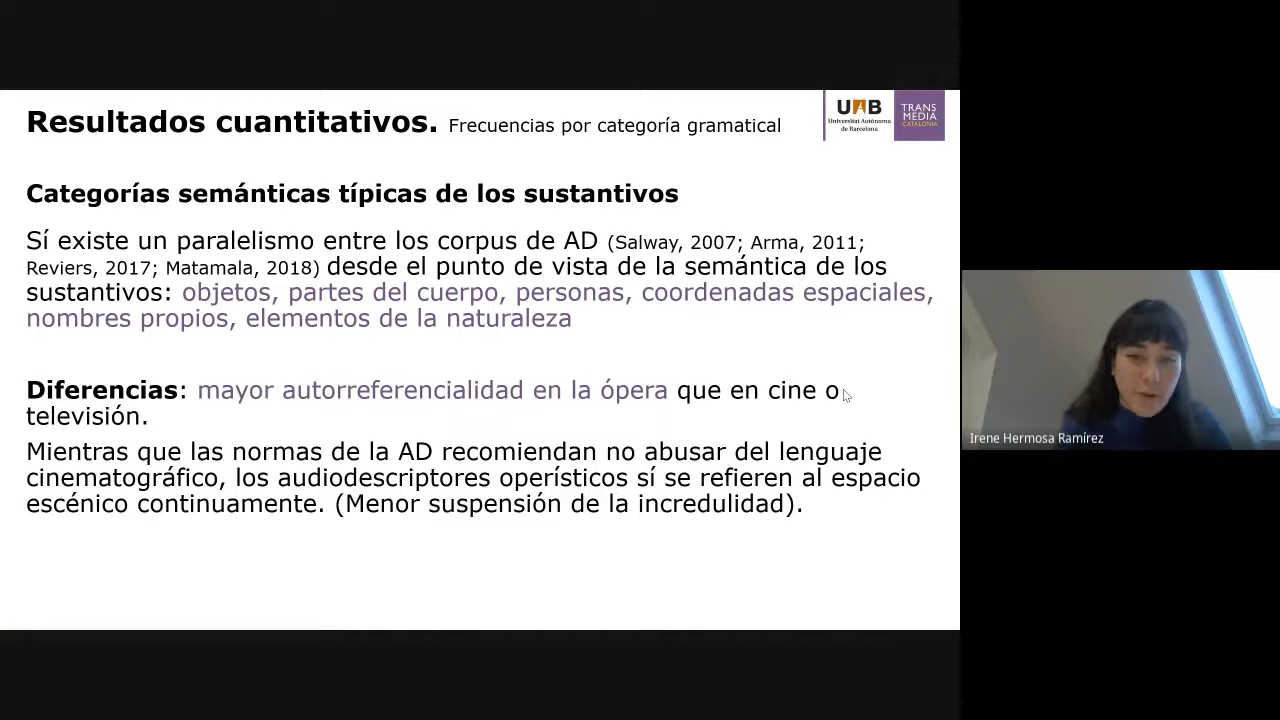 Resultados cuantitativos. Frecuencias por categoría gramatical
UAB
Universitat Autònoma
de Barcelona
TRANS
MEDIA
CATALONIA
Categorías semánticas típicas de los sustantivos
Sí existe un paralelismo entre los corpus de AD (Salway, 2007; Arma, 2011;
Reviers, 2017; Matamala, 2018) desde el punto de vista de la semántica de los
sustantivos: objetos, partes del cuerpo, personas, coordenadas espaciales,
nombres propios, elementos de la naturaleza
Diferencias: mayor autorreferencialidad en la ópera que en cine o
televisión.
Mientras que las normas de la AD recomiendan no abusar del lenguaje
cinematográfico, los audiodescriptores operísticos sí se refieren al espacio
escénico continuamente. (Menor suspensión de la incredulidad).
Irene Hermosa Ramírez